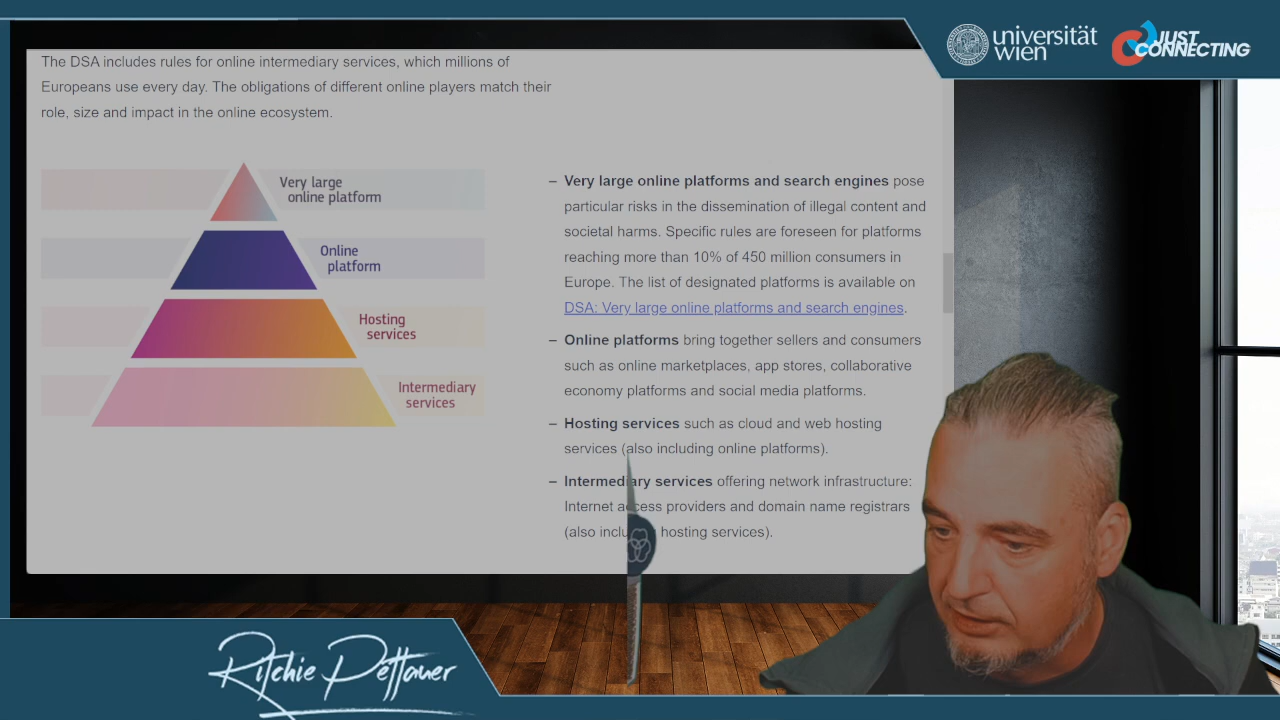 universität
wien
JUST
CONNECTING
The DSA includes rules for online intermediary services, which millions of
Europeans use every day. The obligations of different online players match their
role, size and impact in the online ecosystem.
Very large
online platform
Online
platform
Hosting
services
Intermediary
services
– Very large online platforms and search engines pose
particular risks in the dissemination of illegal content and
societal harms. Specific rules are foreseen for platforms
reaching more than 10% of 450 million consumers in
Europe. The list of designated platforms is available on
DSA: Very large online platforms and search engines.
– Online platforms bring together sellers and consumers
such as online marketplaces, app stores, collaborative
economy platforms and social media platforms.
– Hosting services such as cloud and web hosting
services (also including online platforms).
– Intermediary services offering network infrastructure:
Internet access providers and domain name registrars
(also hosting services).
Ritchie Pettauer